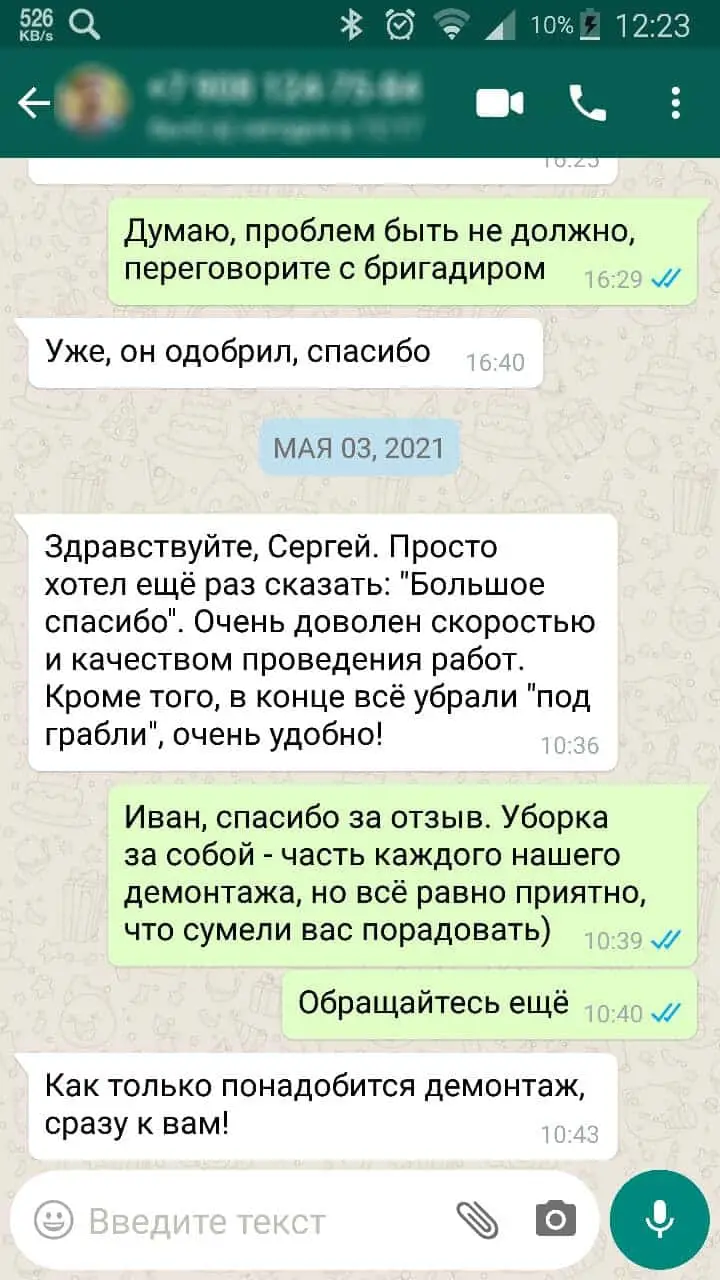 526
KB/s
10%
12:23
16:25
Думаю, проблем быть не должно,
переговорите с бригадиром
16:29
Уже, он одобрил, спасибо
16:40
МАЯ 03, 2021
Здравствуйте, Сергей. Просто
хотел ещё раз сказать: "Большое
спасибо". Очень доволен скоростью
и качеством проведения работ.
Кроме того, в конце всё убрали "под
грабли", очень удобно!
10:36
Иван, спасибо за отзыв. Уборка
за собой - часть каждого нашего
демонтажа, но всё равно приятно,
что сумели вас порадовать)
10:39
Обращайтесь ещё
10:40
Как только понадобится демонтаж,
сразу к вам!
10:43
Введите текст